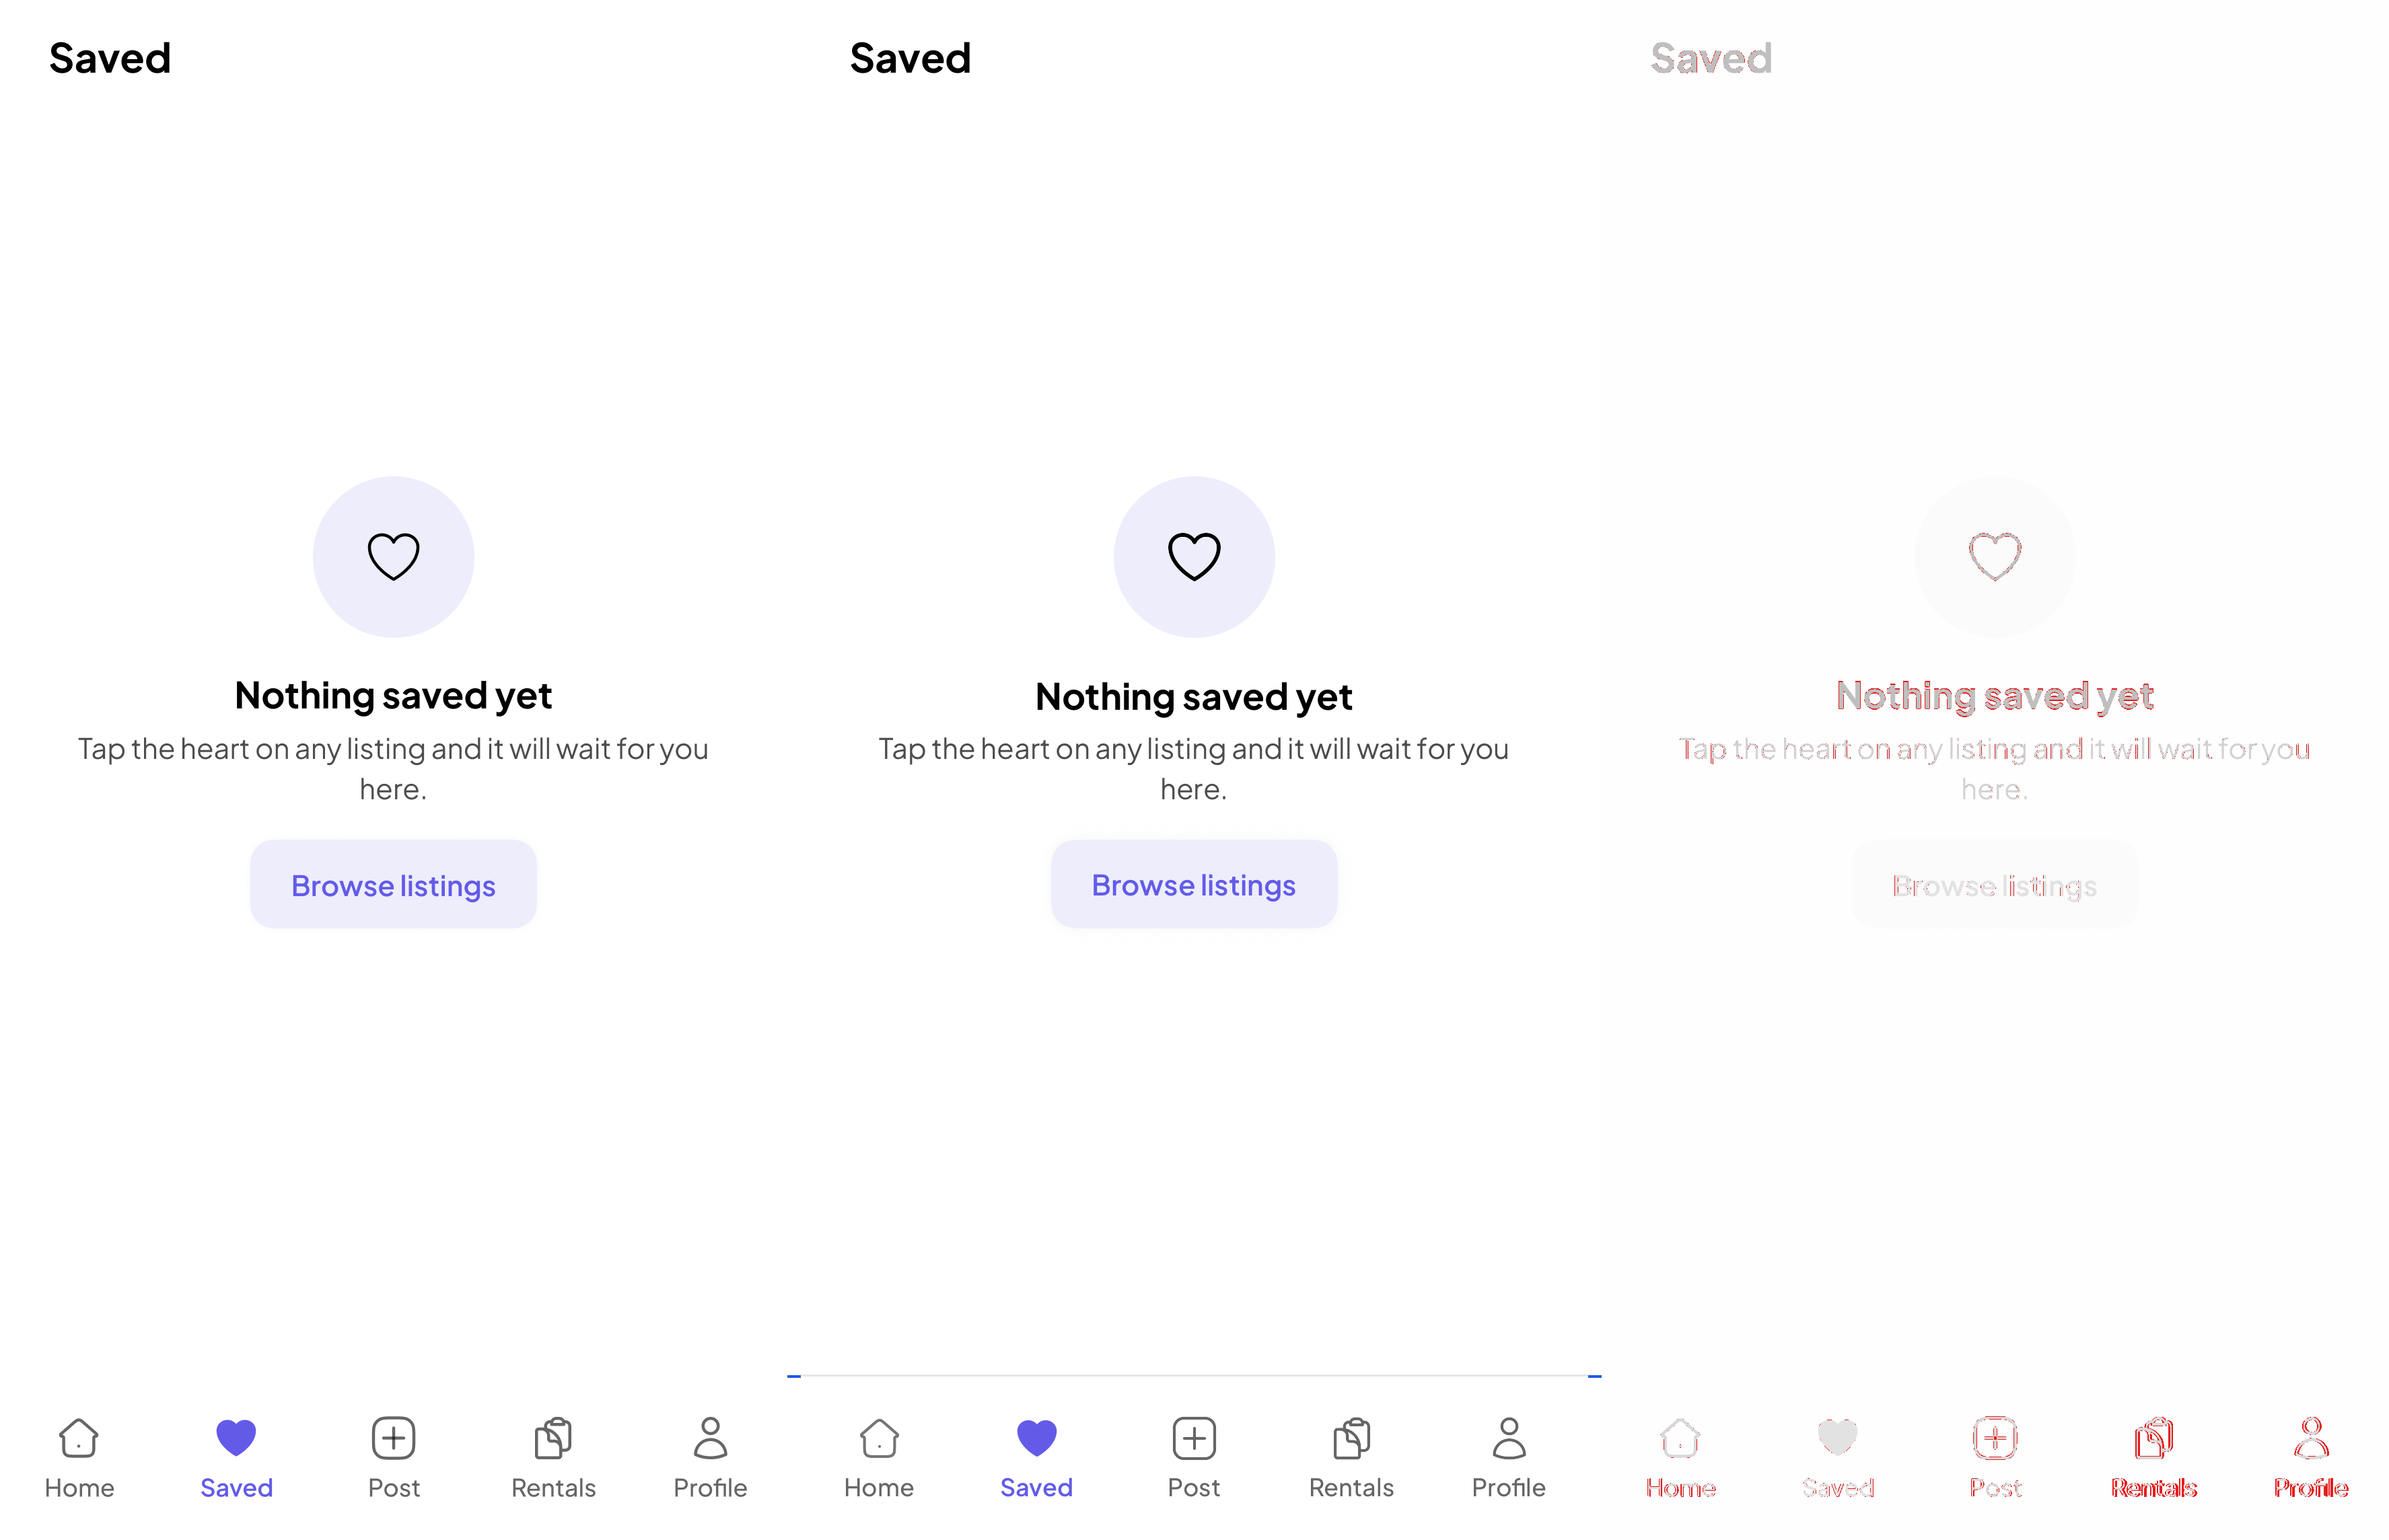 Saved
Nothing saved yet
Tap the heart on any listing and it will wait for you
here.
Browse listings
Home Saved Post Rentals Profile
Saved
Nothing saved yet
Tap the heart on any listing and it will wait for you
here.
Browse listings
Home Saved Post Rentals Profile
Saved
Nothing saved yet
Tap the heart on any listing and it will wait for you
here.
Browse listings
Home Saved Post Rentals Profile